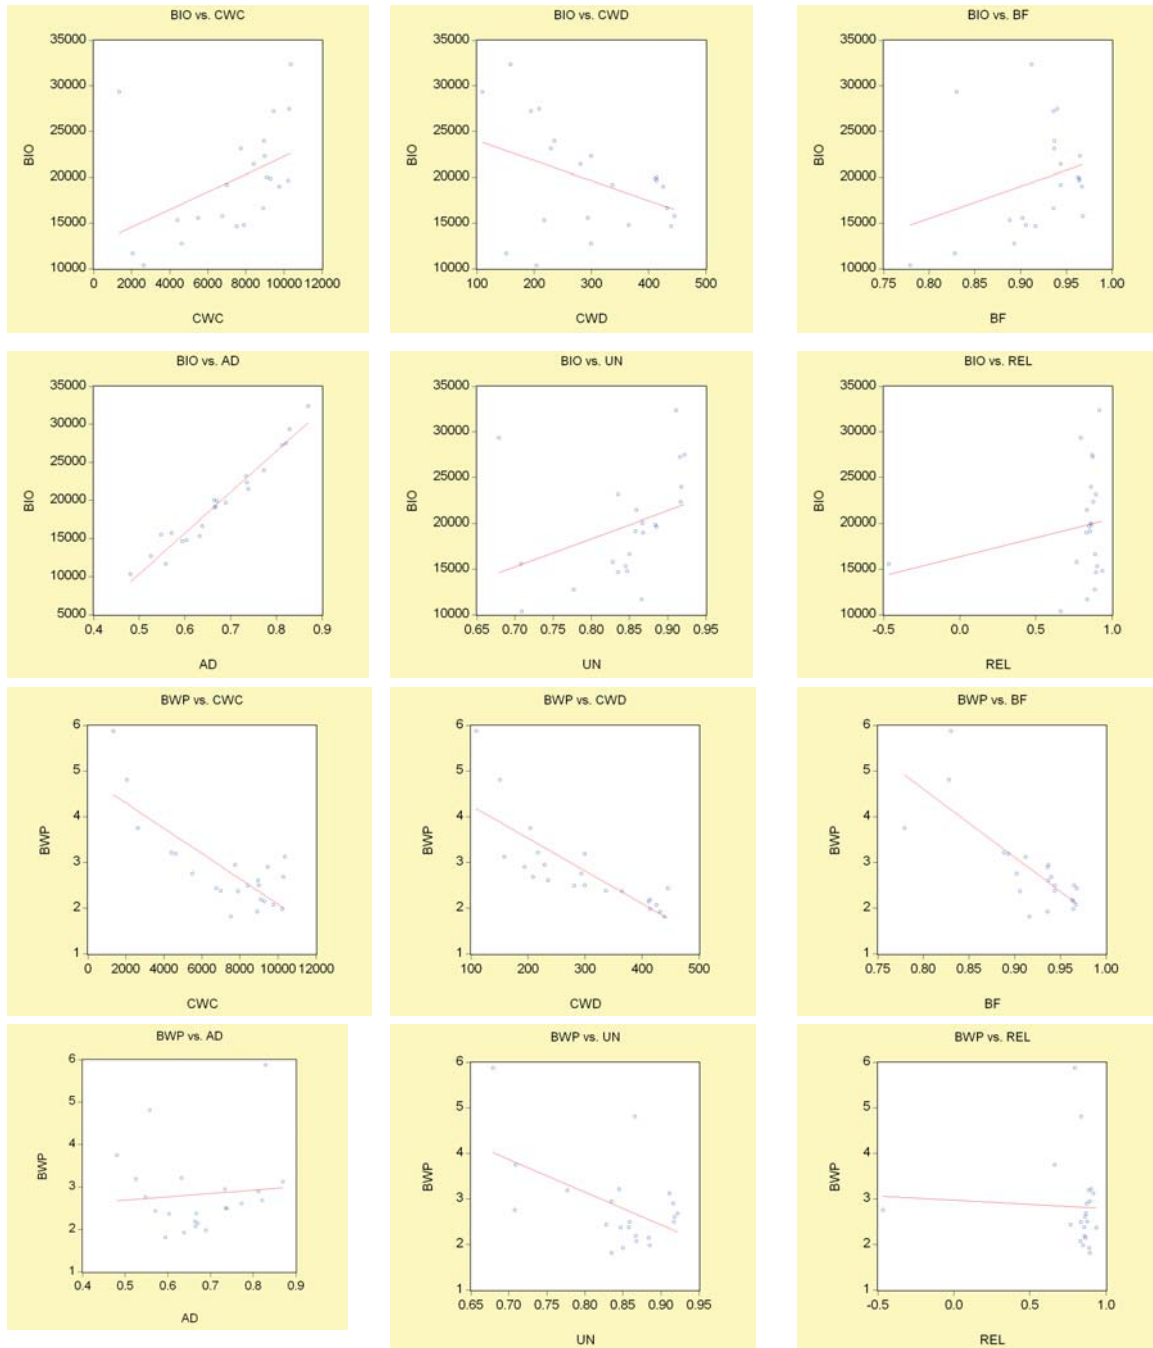 BIO vs. CWC
35000
30000
25000
20000
15000
10000
BIO
0 2000 4000 6000 8000 10000 12000
CWC
BIO vs. CWD
35000
30000
25000
20000
15000
10000
BIO
100 200 300 400 500
CWD
BIO vs. BF
35000
30000
25000
20000
15000
10000
BIO
0.75 0.80 0.85 0.90 0.95 1.00
BF
BIO vs. AD
35000
30000
25000
20000
15000
10000
5000
BIO
0.4 0.5 0.6 0.7 0.8 0.9
AD
BIO vs. UN
35000
30000
25000
20000
15000
10000
BIO
0.65 0.70 0.75 0.80 0.85 0.90 0.95
UN
BIO vs. REL
35000
30000
25000
20000
15000
10000
BIO
-0.5 0.0 0.5 1.0
REL
BWP vs. CWC
6
5
4
3
2
1
BWP
0 2000 4000 6000 8000 10000 12000
CWC
BWP vs. CWD
6
5
4
3
2
1
BWP
100 200 300 400 500
CWD
BWP vs. BF
6
5
4
3
2
1
BWP
0.75 0.80 0.85 0.90 0.95 1.00
BF
BWP vs. AD
6
5
4
3
2
1
BWP
0.4 0.5 0.6 0.7 0.8 0.9
AD
BWP vs. UN
6
5
4
3
2
1
BWP
0.65 0.70 0.75 0.80 0.85 0.90 0.95
UN
BWP vs. REL
6
5
4
3
2
1
BWP
-0.5 0.0 0.5 1.0
REL